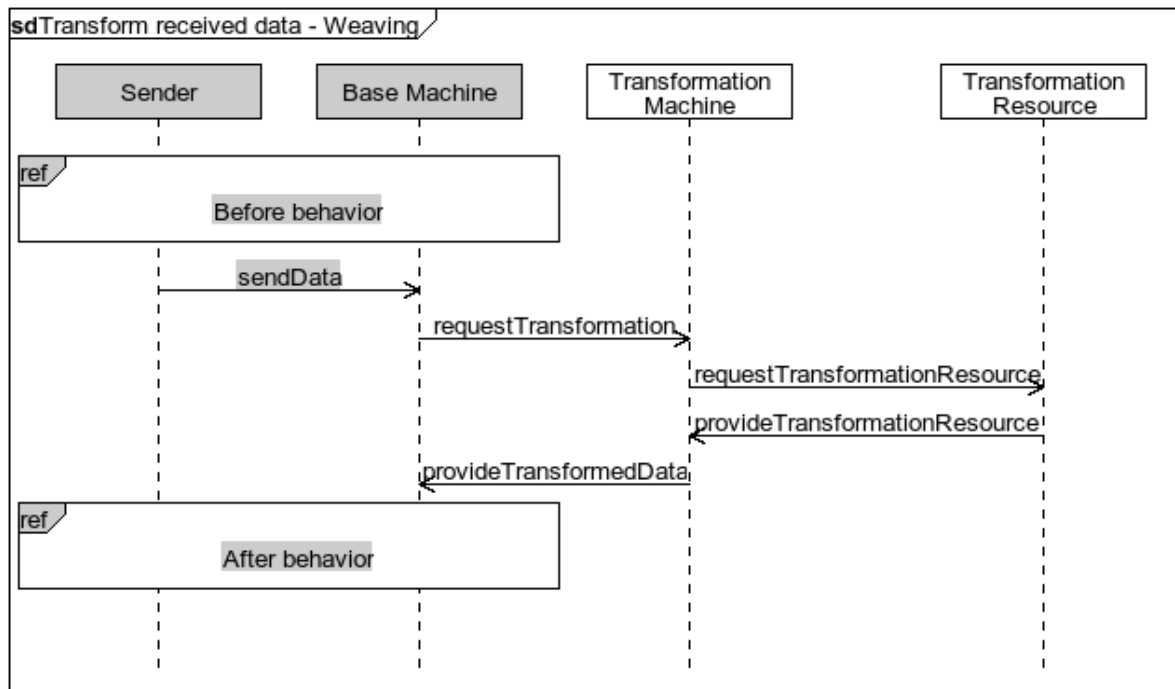 sdTransform received data - Weaving
Sender
Base Machine
Transformation
Machine
Transformation
Resource
ref
Before behavior
sendData
requestTransformation
requestTransformationResource
provideTransformationResource
provideTransformedData
ref
After behavior